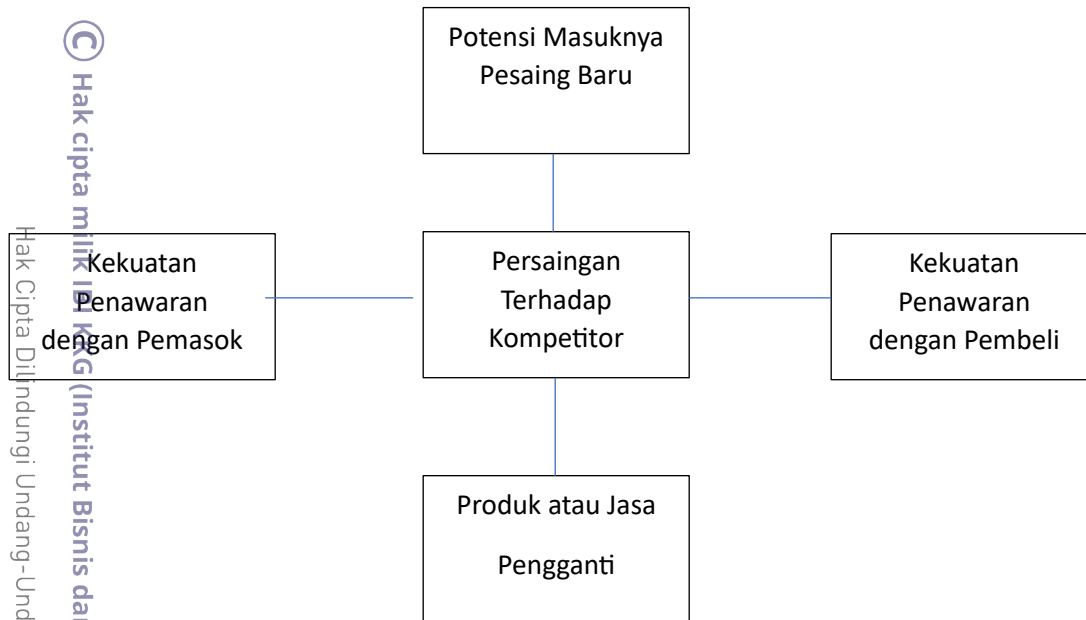 Potensi Masuknya
Pesaing Baru
Kekuatan
Penawaran
dengan Pemasok
Persaingan
Terhadap
Kompetitor
Kekuatan
Penawaran
dengan Pembeli
Produk atau Jasa
Pengganti
© Hak cipta milik IBI KKG (Institut Bisnis dan
Hak Cipta Dilindungi Undang-Und